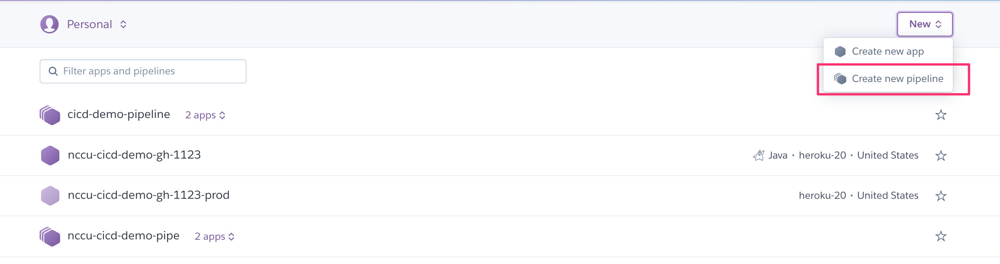 Personal
New
Create new app
Create new pipeline
Filter apps and pipelines
cicd-demo-pipeline 2 apps
nccu-cicd-demo-gh-1123 Java • heroku-20 • United States
nccu-cicd-demo-gh-1123-prod heroku-20 • United States
nccu-cicd-demo-pipe 2 apps